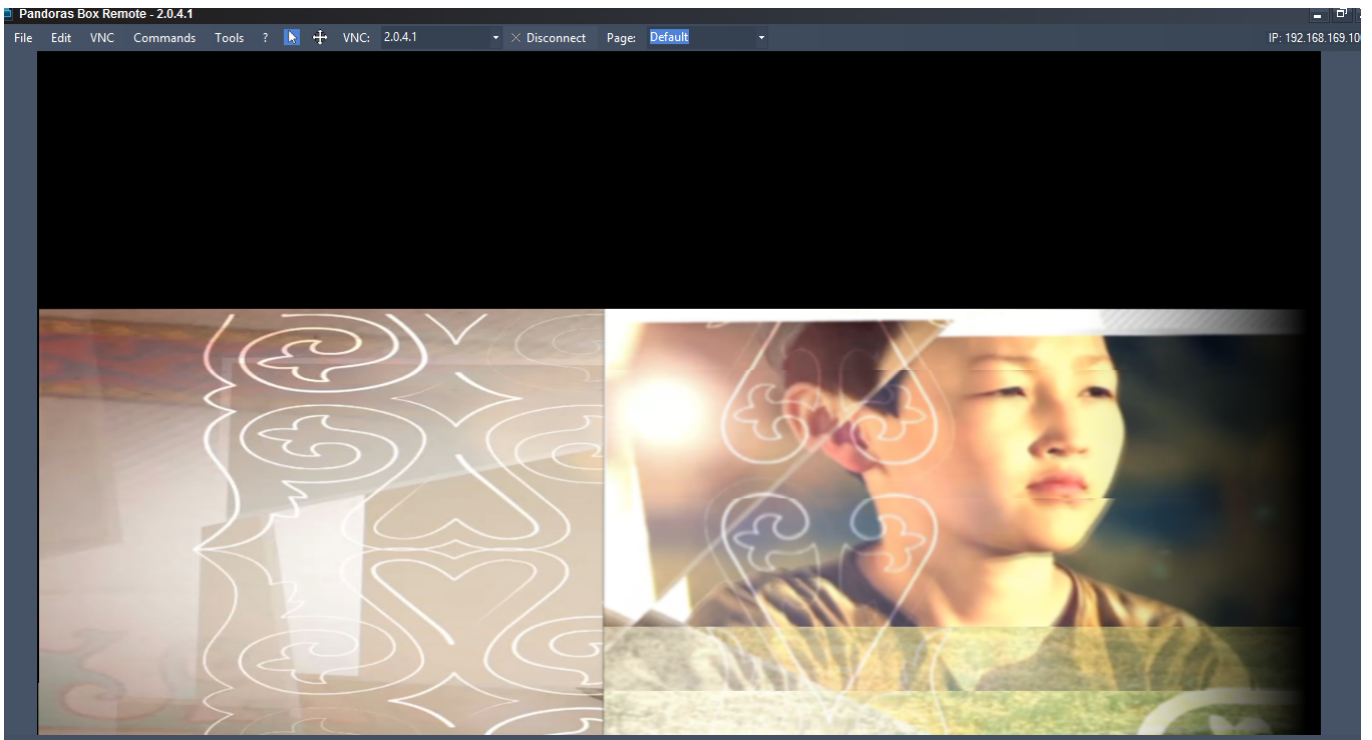 Pandoras Box Remote - 2.0.4.1
File Edit VNC Commands Tools ? VNC: 2.0.4.1 Disconnect Page: Default IP: 192.168.169.10